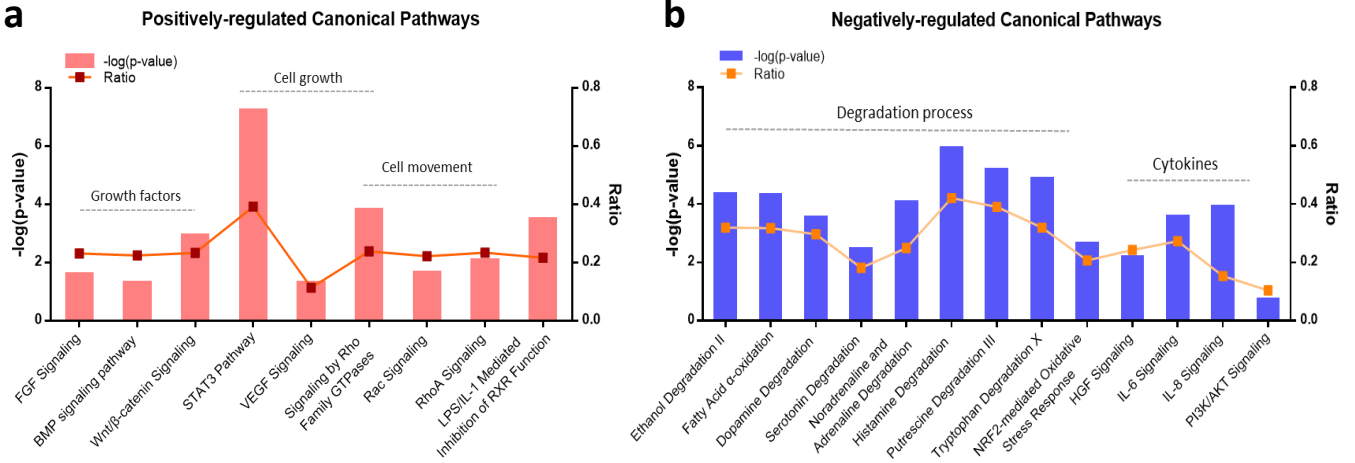 a
Positively-regulated Canonical Pathways
-log(p-value)
Ratio
Cell growth
Cell movement
Growth factors
8
6
4
2
0
-log(p-value)
0.8
0.6
0.4
0.2
0.0
Ratio
FGF Signaling
BMP signaling pathway
Wnt/β-catenin Signaling
STAT3 Pathway
VEGF Signaling
Signaling by Rho
Family GTPases
Rac Signaling
RhoA Signaling
LPS/IL-1 Mediated
Inhibition of RXR Function
b
Negatively-regulated Canonical Pathways
-log(p-value)
Ratio
Degradation process
Cytokines
8
6
4
2
0
-log(p-value)
0.8
0.6
0.4
0.2
0.0
Ratio
Ethanol Degradation II
Fatty Acid α-oxidation
Dopamine Degradation
Serotonin Degradation
Noradrenaline and
Adrenaline Degradation
Histamine Degradation
Putrescine Degradation III
Tryptophan Degradation X
NRF2-mediated Oxidative
Stress Response
HGF Signaling
IL-6 Signaling
IL-8 Signaling
PI3K/AKT Signaling